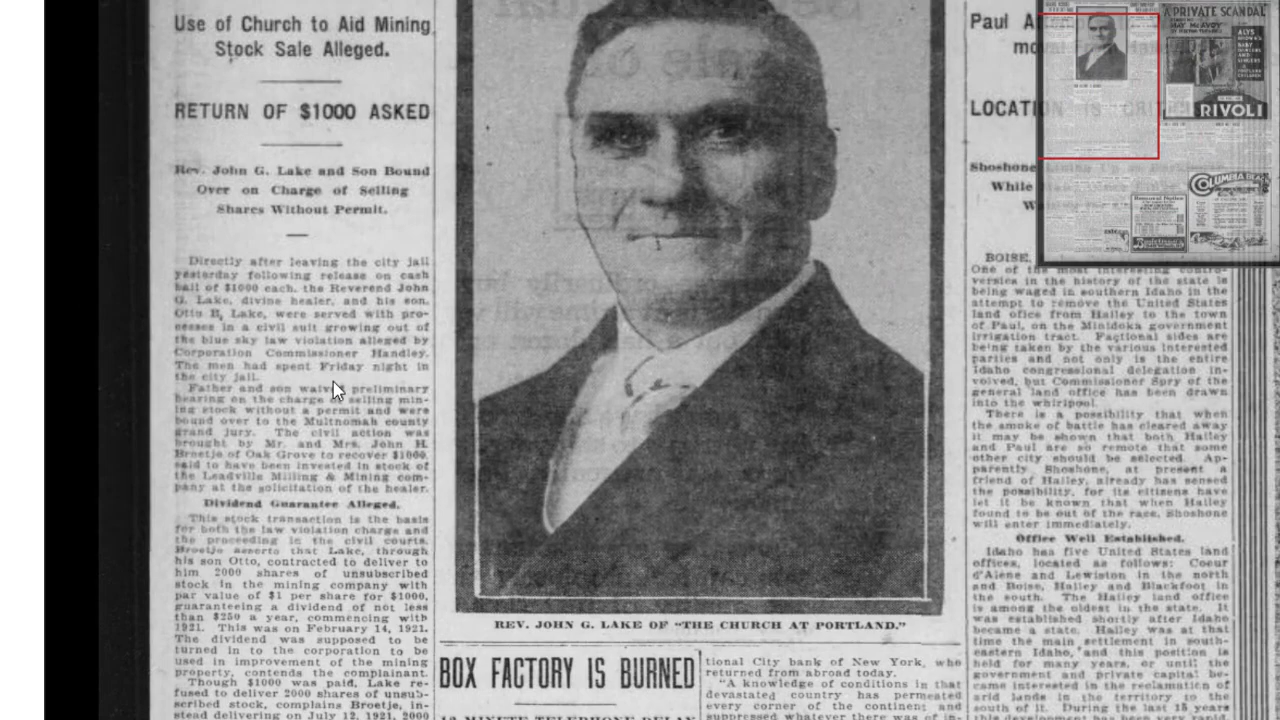 Use of Church to Aid Mining
Stock Sale Alleged.
RETURN OF $1000 ASKED
Rev. John G. Lake and Son Bound
Over on Charge of Selling
Shares Without Permit.
Directly after leaving the city jail
yesterday following release on cash
bail of $1000 each, the Reverend John
G. Lake, divine healer, and his son,
Otto B. Lake, were served with pro-
cesses in a civil suit growing out of
the blue sky law violation alleged by
Corporation Commissioner Handley.
The men had spent Friday night in
the city jail.
Father and son waived preliminary
hearing on the charge of selling min-
ing stock without a permit and were
bound over to the Multnomah county
grand jury. The civil action was
brought by Mr. and Mrs. John H.
Broetje of Oak Grove to recover $1000,
said to have been invested in stock of
the Leadville Milling & Mining com-
pany at the solicitation of the healer.
Dividend Guarantee Alleged.
This stock transaction is the basis
for both the law violation charge and
the proceeding in the civil courts.
Broetje asserts that Lake, through
his son Otto, contracted to deliver to
him 2000 shares of unsubscribed
stock in the mining company with
par value of $1 per share for $1000,
guaranteeing a dividend of not less
than $250 a year, commencing with
1921. This was on February 14, 1921.
The dividend was supposed to be
turned in to the corporation to be
used in improvement of the mining
property, contends the complainant.
Though $1000 was paid, Lake re-
fused to deliver 2000 shares of unsub-
scribed stock, complains Broetje, in-
stead delivering on July 12, 1921, 2000
REV. JOHN G. LAKE OF "THE CHURCH AT PORTLAND."
BOX FACTORY IS BURNED
10-MINUTE TELEPHONE DELAY
tional City bank of New York, who
returned from abroad today.
"A knowledge of conditions in that
devastated country has permeated
every corner of the continent and
suppressed whatever there was of in-
Paul
LOCATION IS
Shoshone
While
BOISE,
One of the most interesting contro-
versies in the history of the state is
being waged in southern Idaho in the
attempt to remove the United States
land office from Hailey to the town
of Paul, on the Minidoka government
irrigation tract. Factional sides are
being taken by the various interested
parties and not only is the entire
Idaho congressional delegation in-
volved, but Commissioner Spry of the
general land office has been drawn
into the whirlpool.
There is a possibility that when
the smoke of battle has cleared away
it may be shown that both Hailey
and Paul are so remote that some
other city should be selected. Ap-
parently Shoshone, at present a
friend of Hailey, already has sensed
the possibility, for its citizens have
let it be known that when Hailey
found to be out of the race, Shoshone
will enter immediately.
Office Well Established.
Idaho has five United States land
offices, located as follows: Coeur
d'Alene and Lewiston in the north
and Boise, Hailey and Blackfoot in
the south. The Hailey land office
is among the oldest in the state. It
was established shortly after Idaho
became a state. Hailey was at that
time the main settlement in south-
eastern Idaho, and this position is
held for many years, or until the
government and private capital be-
came interested in the reclamation of
arid lands in the territory to the
south of it. During the last 15 years
this development has been very
A PRIVATE SCANDAL
MAY McAVOY
ALYS
RIVOLI
COLUMBIA BEACH